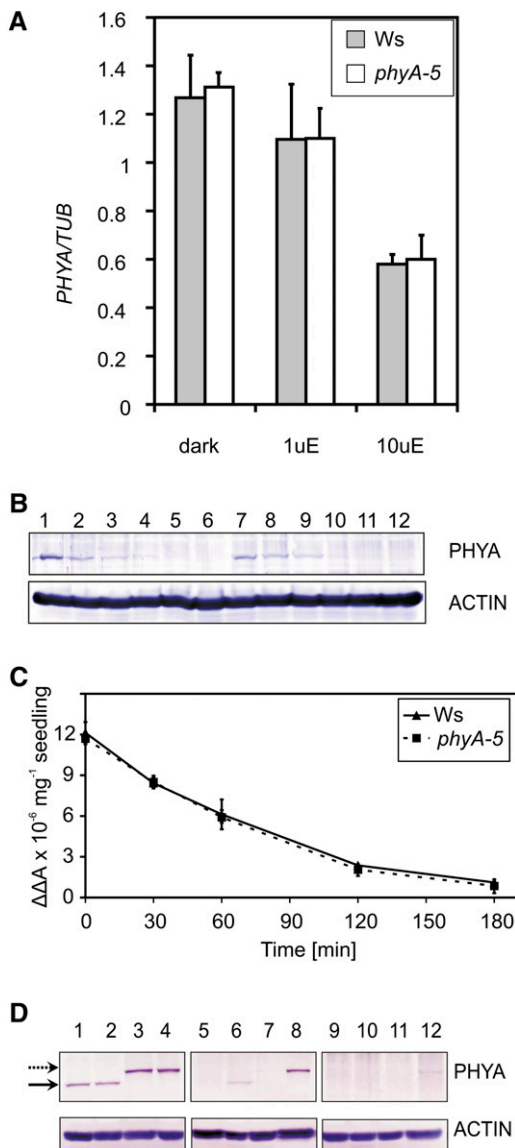 A
1.6
1.4
1.2
1
0.8
0.6
0.4
0.2
0
PHYA/TUB
Ws
phyA-5
dark 1uE 10uE
B
1 2 3 4 5 6 7 8 9 10 11 12
PHYA
ACTIN
C
12
9
6
3
0
ΔΔA x 10⁻⁶ mg⁻¹ seedling
Ws
phyA-5
0 30 60 90 120 150 180
Time [min]
D
1 2 3 4 5 6 7 8 9 10 11 12
PHYA
ACTIN